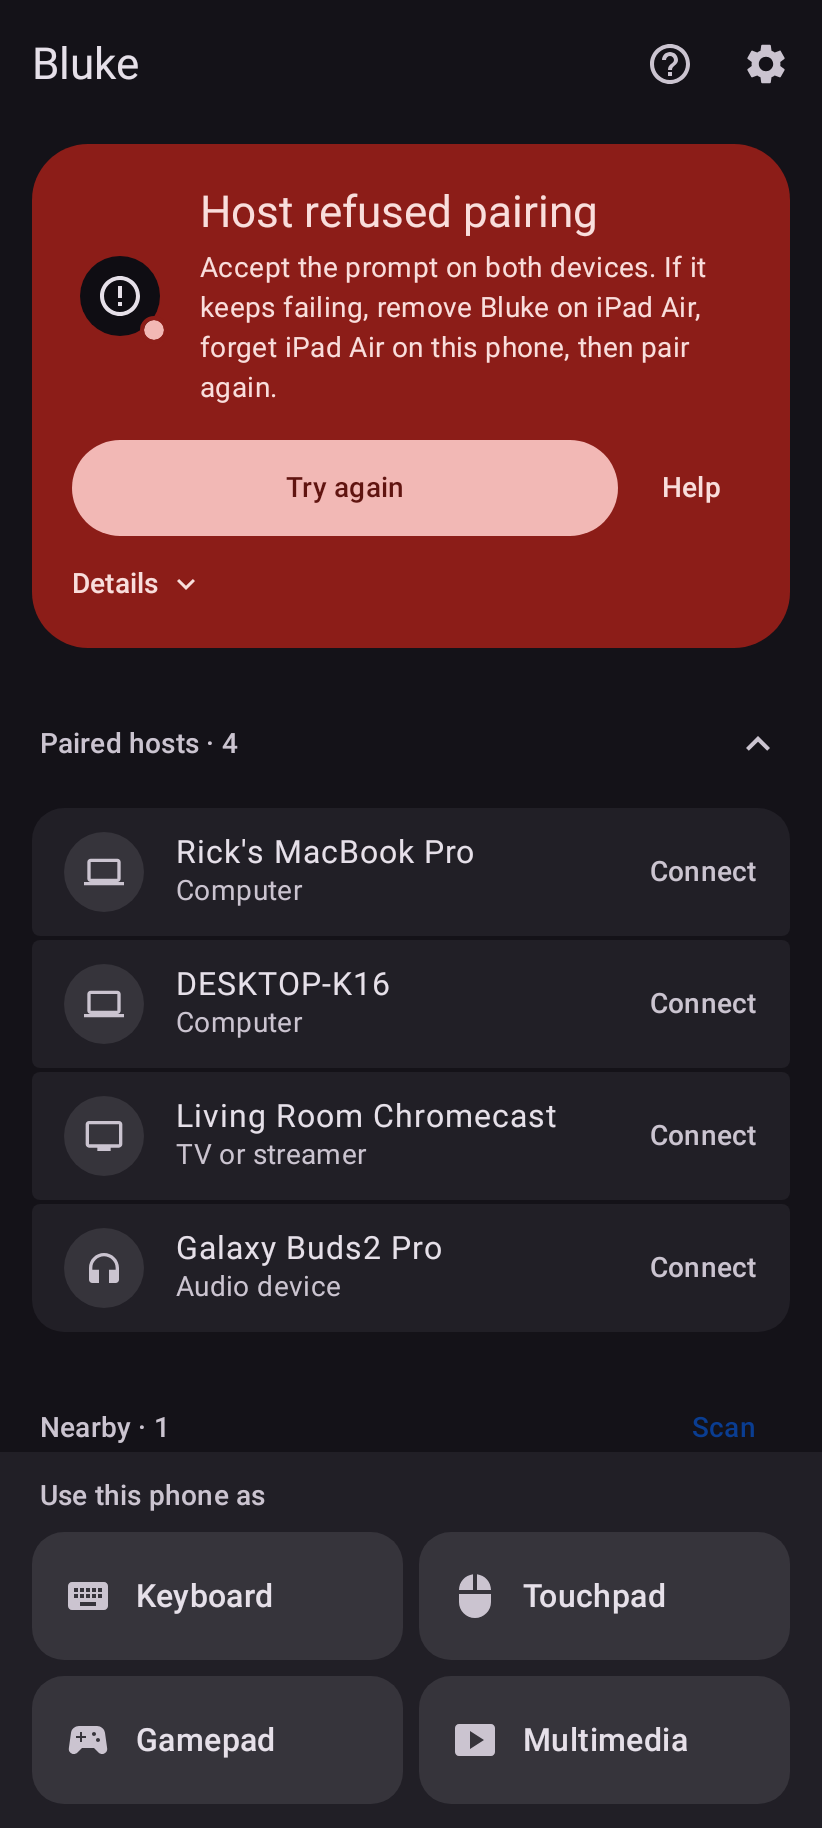 Bluke
Host refused pairing
Accept the prompt on both devices. If it
keeps failing, remove Bluke on iPad Air,
forget iPad Air on this phone, then pair
again.
Try again
Help
Details
Paired hosts · 4
Rick's MacBook Pro
Computer
Connect
DESKTOP-K16
Computer
Connect
Living Room Chromecast
TV or streamer
Connect
Galaxy Buds2 Pro
Audio device
Connect
Nearby · 1
Scan
Use this phone as
Keyboard
Touchpad
Gamepad
Multimedia